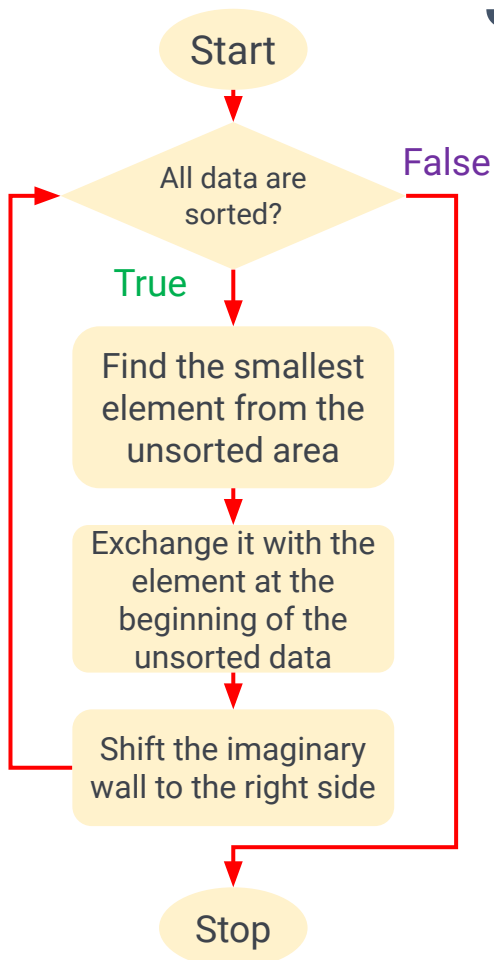 Start
All data are
sorted?
False
True
Find the smallest
element from the
unsorted area
Exchange it with the
element at the
beginning of the
unsorted data
Shift the imaginary
wall to the right side
Stop